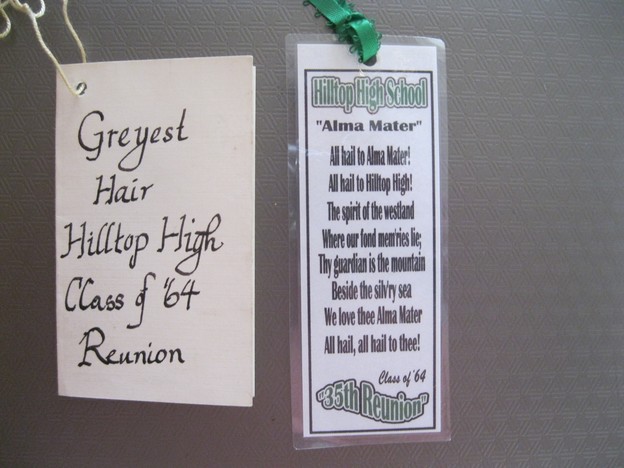 Greyest
Hair
Hilltop High
Class of '64
Reunion
Hilltop High School
"Alma Mater"
All hail to Alma Mater!
All hail to Hilltop High!
The spirit of the westland
Where our fond mem'ries lie;
Thy guardian is the mountain
Beside the silv'ry sea
We love thee Alma Mater
All hail, all hail to thee!
Class of '64
"35th Reunion"